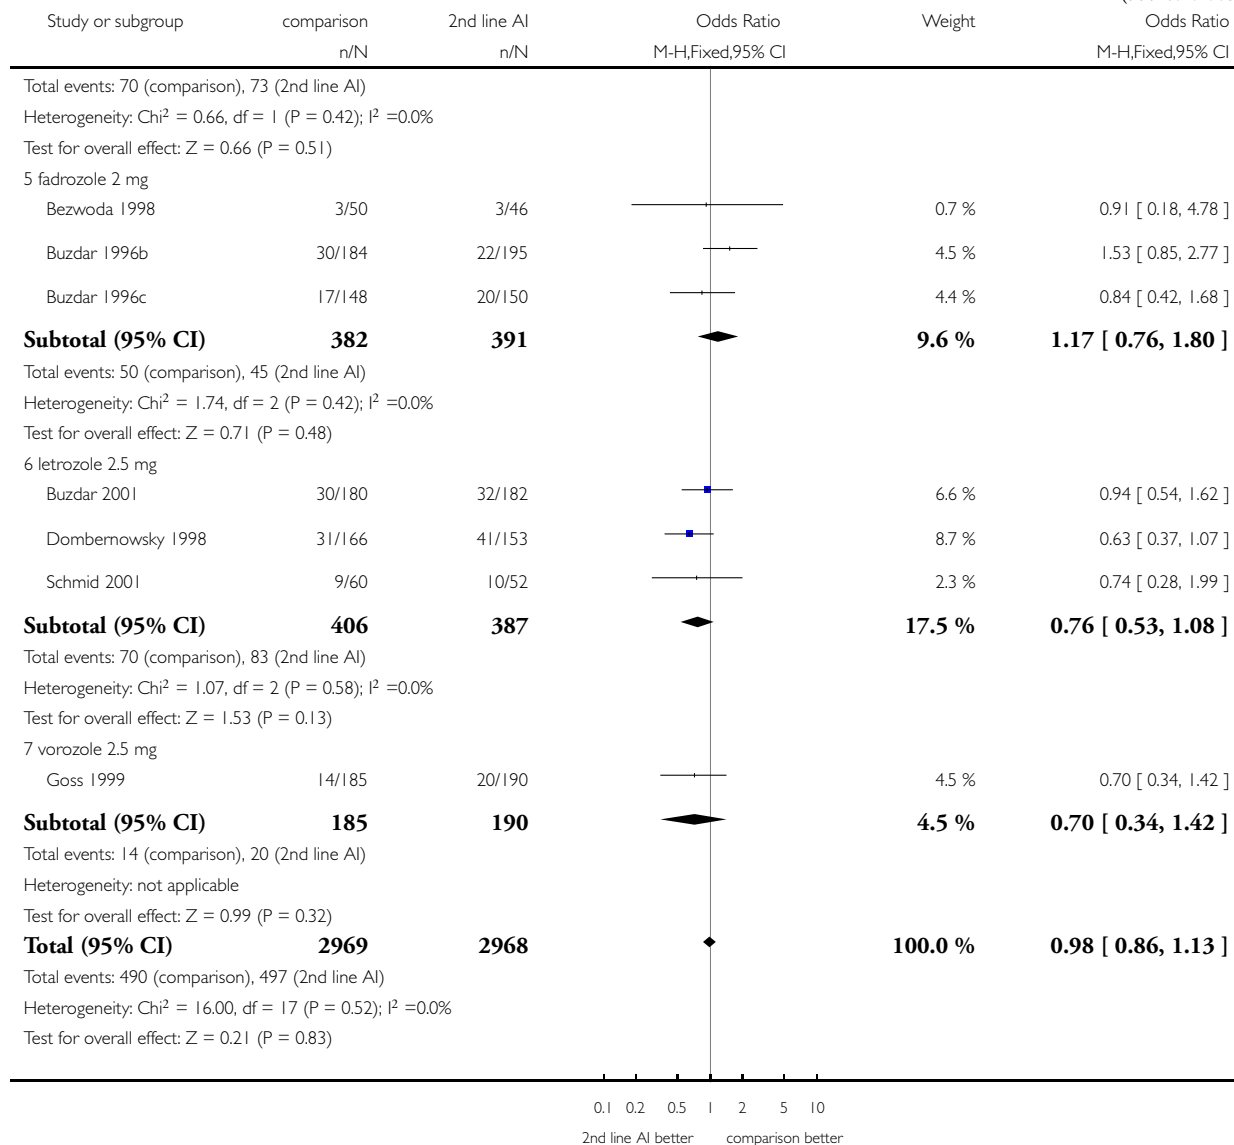 Study or subgroup comparison 2nd line AI Odds Ratio Weight Odds Ratio
n/N n/N M-H,Fixed,95% CI M-H,Fixed,95% CI
Total events: 70 (comparison), 73 (2nd line AI)
Heterogeneity: Chi² = 0.66, df = 1 (P = 0.42); I² =0.0%
Test for overall effect: Z = 0.66 (P = 0.51)
5 fadrozole 2 mg
Bezwoda 1998 3/50 3/46 0.7 % 0.91 [ 0.18, 4.78 ]
Buzdar 1996b 30/184 22/195 4.5 % 1.53 [ 0.85, 2.77 ]
Buzdar 1996c 17/148 20/150 4.4 % 0.84 [ 0.42, 1.68 ]
Subtotal (95% CI) 382 391 9.6 % 1.17 [ 0.76, 1.80 ]
Total events: 50 (comparison), 45 (2nd line AI)
Heterogeneity: Chi² = 1.74, df = 2 (P = 0.42); I² =0.0%
Test for overall effect: Z = 0.71 (P = 0.48)
6 letrozole 2.5 mg
Buzdar 2001 30/180 32/182 6.6 % 0.94 [ 0.54, 1.62 ]
Dombernowsky 1998 31/166 41/153 8.7 % 0.63 [ 0.37, 1.07 ]
Schmid 2001 9/60 10/52 2.3 % 0.74 [ 0.28, 1.99 ]
Subtotal (95% CI) 406 387 17.5 % 0.76 [ 0.53, 1.08 ]
Total events: 70 (comparison), 83 (2nd line AI)
Heterogeneity: Chi² = 1.07, df = 2 (P = 0.58); I² =0.0%
Test for overall effect: Z = 1.53 (P = 0.13)
7 vorozole 2.5 mg
Goss 1999 14/185 20/190 4.5 % 0.70 [ 0.34, 1.42 ]
Subtotal (95% CI) 185 190 4.5 % 0.70 [ 0.34, 1.42 ]
Total events: 14 (comparison), 20 (2nd line AI)
Heterogeneity: not applicable
Test for overall effect: Z = 0.99 (P = 0.32)
Total (95% CI) 2969 2968 100.0 % 0.98 [ 0.86, 1.13 ]
Total events: 490 (comparison), 497 (2nd line AI)
Heterogeneity: Chi² = 16.00, df = 17 (P = 0.52); I² =0.0%
Test for overall effect: Z = 0.21 (P = 0.83)
0.1 0.2 0.5 1 2 5 10
2nd line AI better comparison better